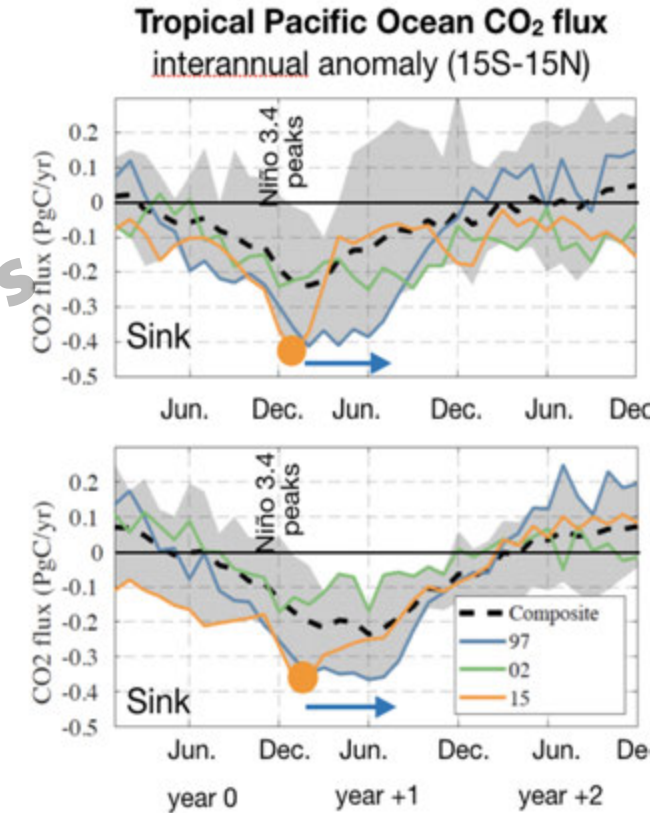 Tropical Pacific Ocean CO₂ flux
interannual anomaly (15S-15N)
s
CO2 flux (PgC/yr)
0.2
0.1
0
-0.1
-0.2
-0.3
-0.4
-0.5
Niño 3.4
peaks
Sink
Jun. Dec. Jun. Dec. Jun. Dec
CO2 flux (PgC/yr)
0.2
0.1
0
-0.1
-0.2
-0.3
-0.4
-0.5
Niño 3.4
peaks
Composite
97
02
15
Sink
Jun. Dec. Jun. Dec. Jun. De
year 0 year +1 year +2